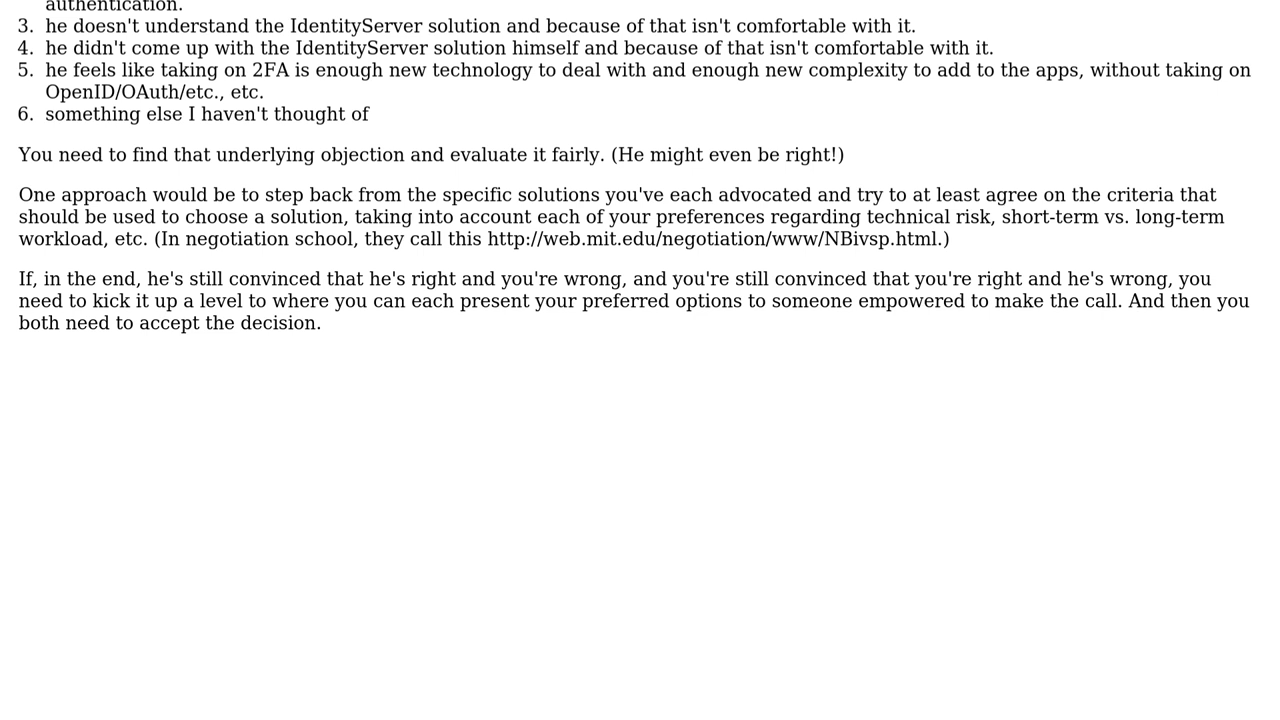 authentication.
3. he doesn't understand the IdentityServer solution and because of that isn't comfortable with it.
4. he didn't come up with the IdentityServer solution himself and because of that isn't comfortable with it.
5. he feels like taking on 2FA is enough new technology to deal with and enough new complexity to add to the apps, without taking on
OpenID/OAuth/etc., etc.
6. something else I haven't thought of
You need to find that underlying objection and evaluate it fairly. (He might even be right!)
One approach would be to step back from the specific solutions you've each advocated and try to at least agree on the criteria that
should be used to choose a solution, taking into account each of your preferences regarding technical risk, short-term vs. long-term
workload, etc. (In negotiation school, they call this http://web.mit.edu/negotiation/www/NBivsp.html.)
If, in the end, he's still convinced that he's right and you're wrong, and you're still convinced that you're right and he's wrong, you
need to kick it up a level to where you can each present your preferred options to someone empowered to make the call. And then you
both need to accept the decision.